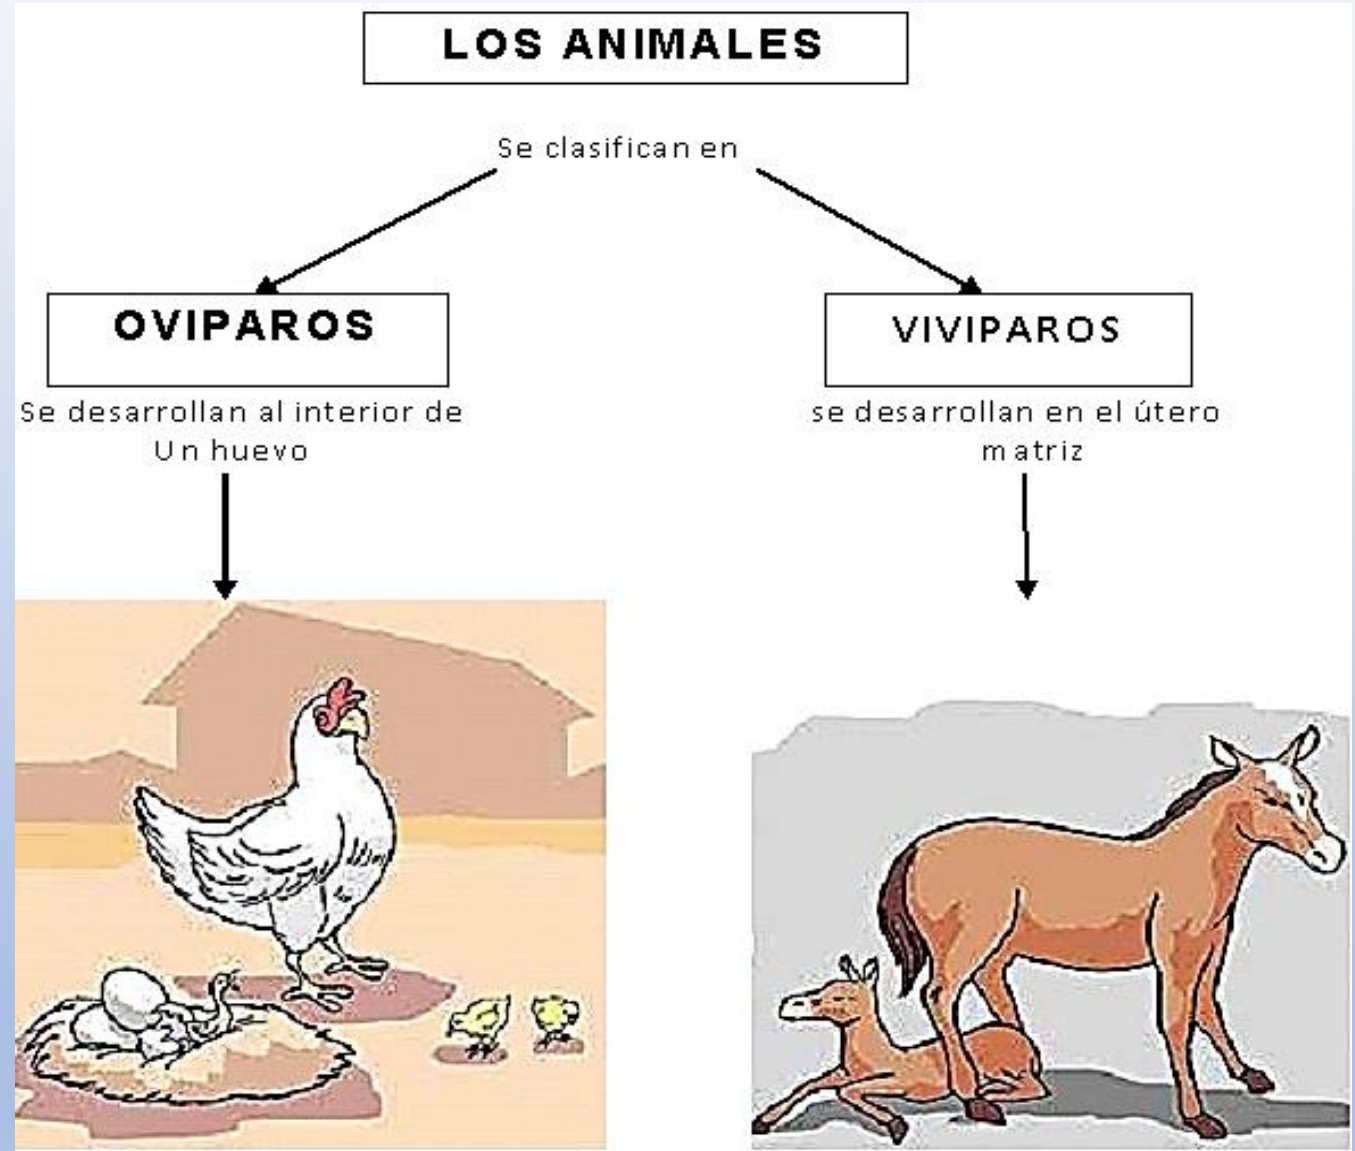 LOS ANIMALES
Se clasifican en
OVIPAROS
Se desarrollan al interior de
Un huevo
VIVIPAROS
se desarrollan en el útero
matriz